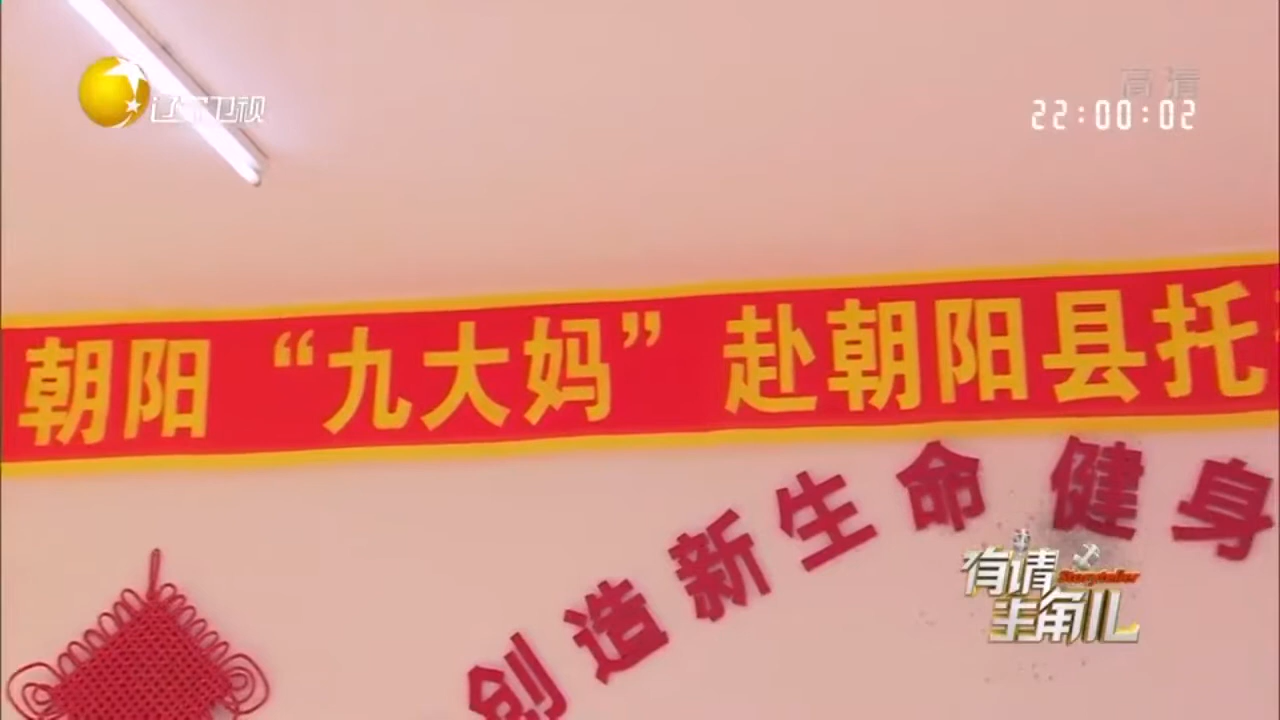 辽宁卫视
高清
22:00:02
朝阳“九大妈”赴朝阳县托
创造新生命健身
有请主角儿
Storyteller